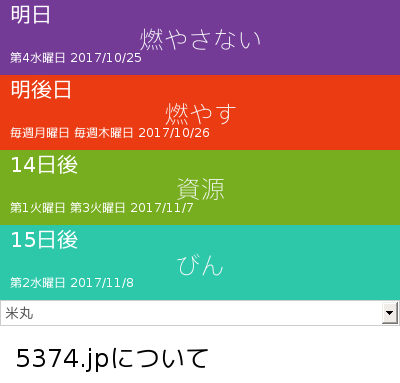 明日
燃やさない
第4水曜日 2017/10/25
明後日
燃やす
毎週月曜日 毎週木曜日 2017/10/26
14日後
資源
第1火曜日 第3火曜日 2017/11/7
15日後
びん
第2水曜日 2017/11/8
米丸
5374.jpについて